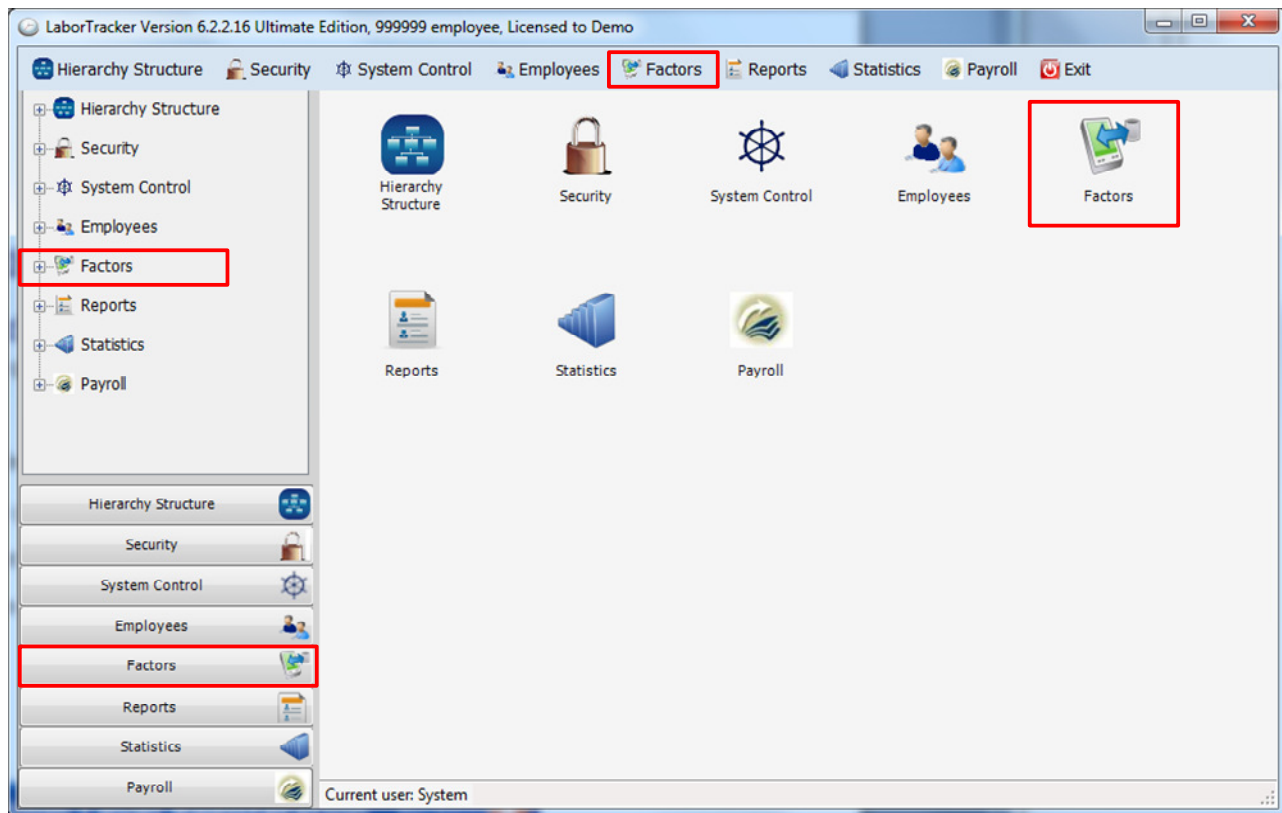 LaborTracker Version 6.2.2.16 Ultimate Edition, 999999 employee, Licensed to Demo
Hierarchy Structure Security System Control Employees Factors Reports Statistics Payroll Exit
Hierarchy Structure
Security
System Control
Employees
Factors
Reports
Statistics
Payroll
Hierarchy Structure
Security
System Control
Employees
Factors
Reports
Statistics
Payroll
Hierarchy
Structure
Security
System Control
Employees
Factors
Reports
Statistics
Payroll
Current user: System